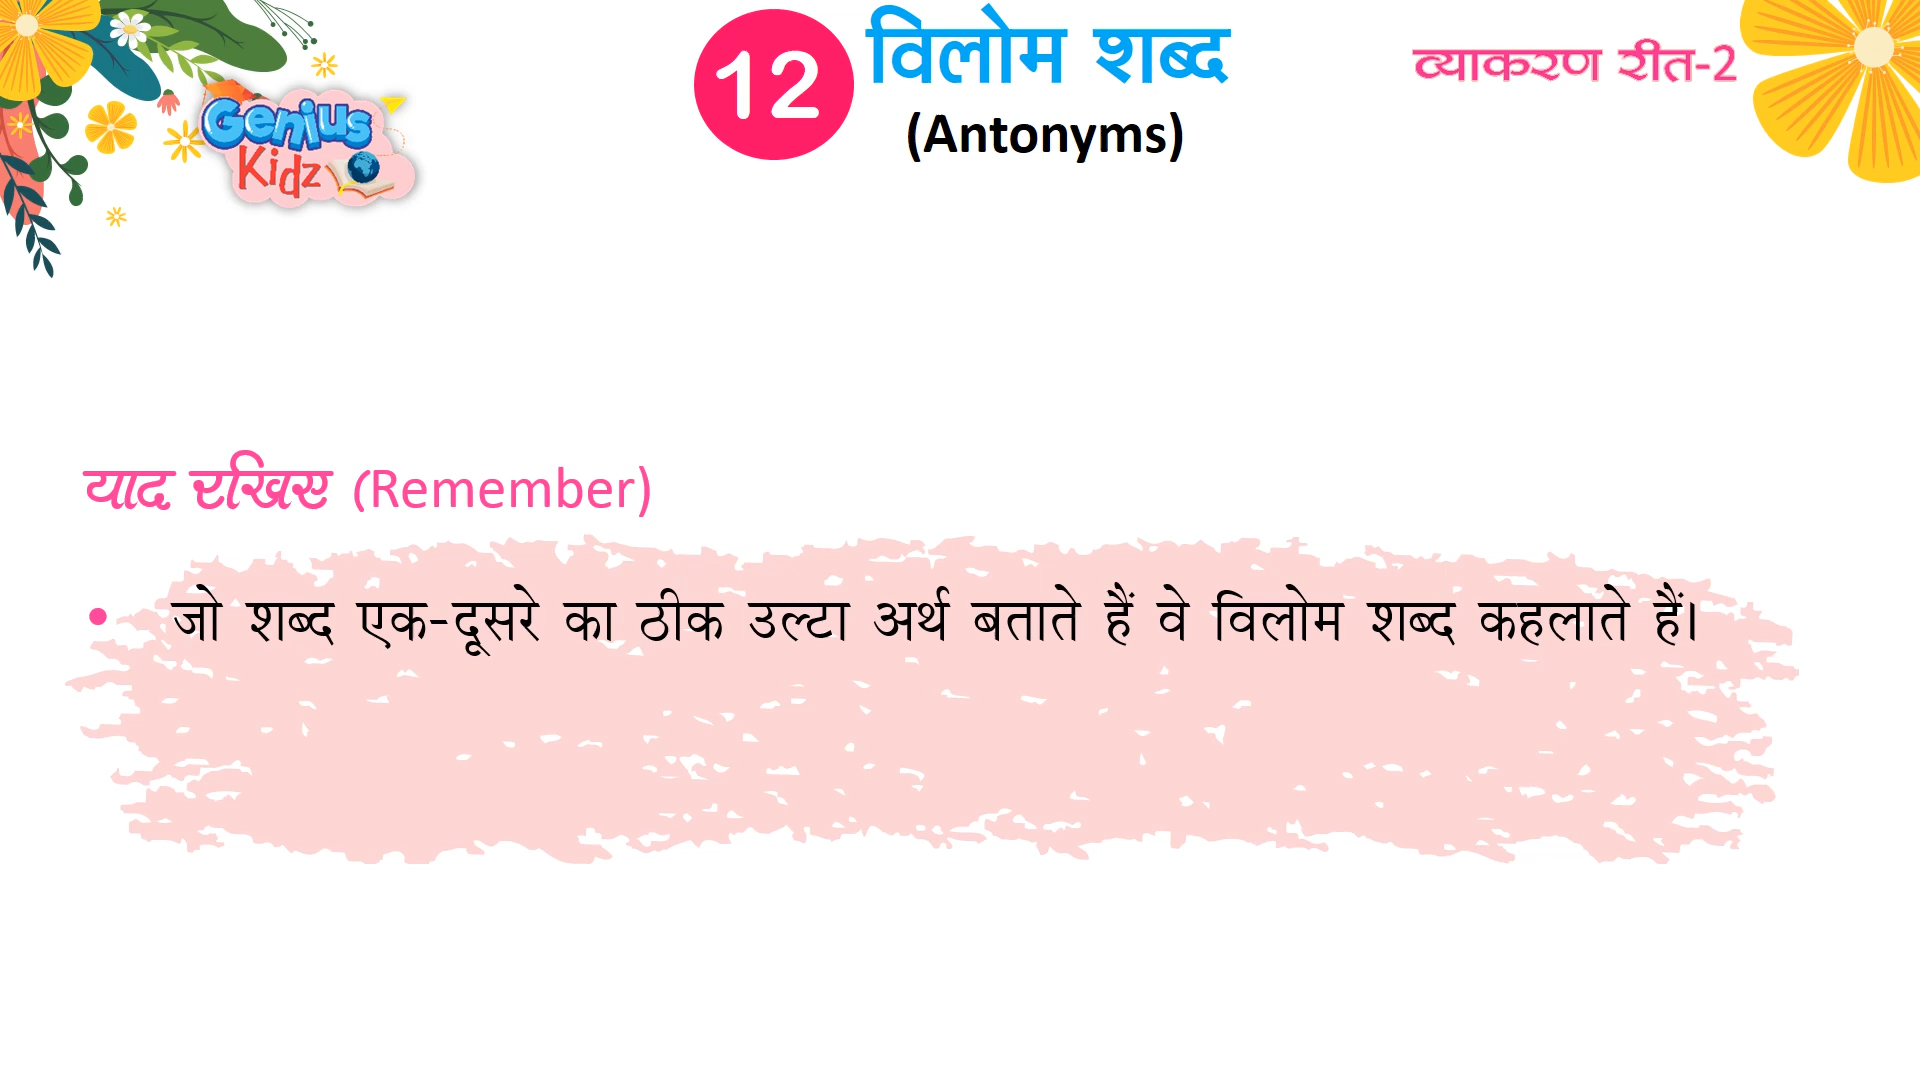 Genius
Kidz
12
विलोम शब्द
(Antonyms)
व्याकरण रीत-2
याद रखिए (Remember)
• जो शब्द एक-दूसरे का ठीक उल्टा अर्थ बताते हैं वे विलोम शब्द कहलाते हैं।